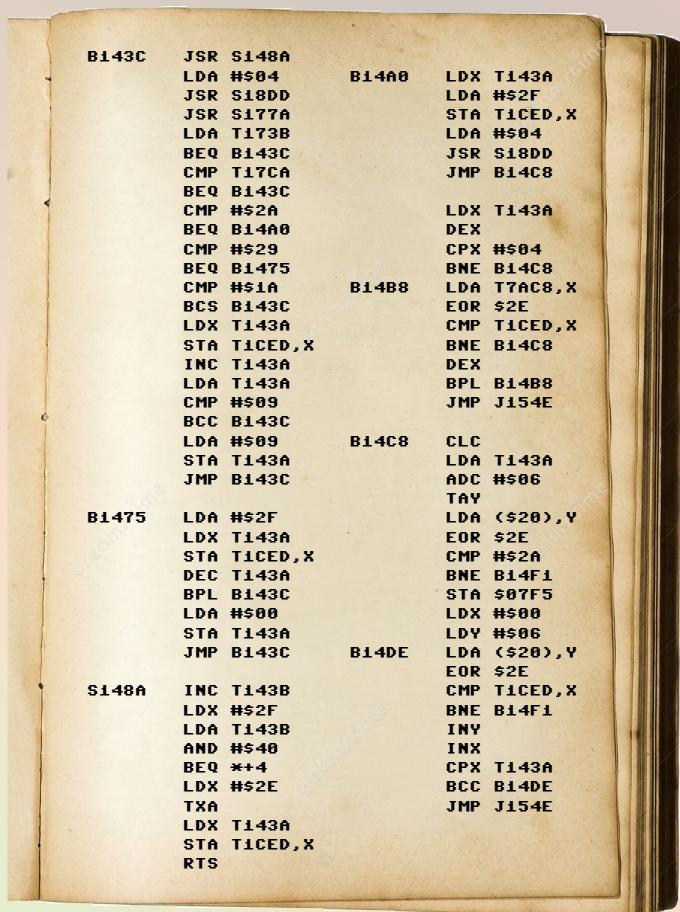 B143C JSR S148A
LDA #$04
JSR S18DD
JSR S177A
LDA T173B
BEQ B143C
CMP T17CA
BEQ B143C
CMP #$2A
BEQ B14A0
CMP #$29
BEQ B1475
CMP #$1A
BCS B143C
LDX T143A
STA T1CED,X
INC T143A
LDA T143A
CMP #$09
BCC B143C
LDA #$09
STA T143A
JMP B143C
B1475 LDA #$2F
LDX T143A
STA T1CED,X
DEC T143A
BPL B143C
LDA #$00
STA T143A
JMP B143C
S148A INC T143B
LDX #$2F
LDA T143B
AND #$40
BEQ *+4
LDX #$2E
TXA
LDX T143A
STA T1CED,X
RTS
B14A0 LDX T143A
LDA #$2F
STA T1CED,X
LDA #$04
JSR S18DD
JMP B14C8
LDX T143A
DEX
CPX #$04
BNE B14C8
B14B8 LDA T7AC8,X
EOR $2E
CMP T1CED,X
BNE B14C8
DEX
BPL B14B8
JMP J154E
B14C8 CLC
LDA T143A
ADC #$06
TAY
LDA ($20),Y
EOR $2E
CMP #$2A
BNE B14F1
STA $07F5
LDX #$00
LDY #$06
B14DE LDA ($20),Y
EOR $2E
CMP T1CED,X
BNE B14F1
INY
INX
CPX T143A
BCC B14DE
JMP J154E